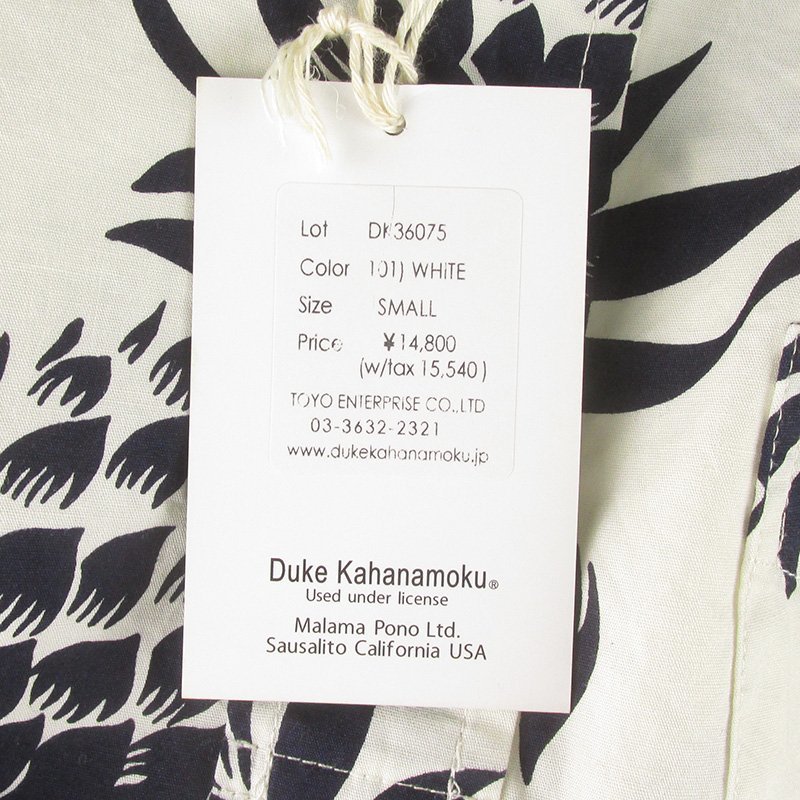 Lot DK36075
Color 101) WHITE
Size SMALL
Price ¥14,800
(w/tax 15,540)
TOYO ENTERPRISE CO.,LTD
03-3632-2321
www.dukekahanamoku.jp
Duke Kahanamoku®
Used under license
Malama Pono Ltd.
Sausalito California USA